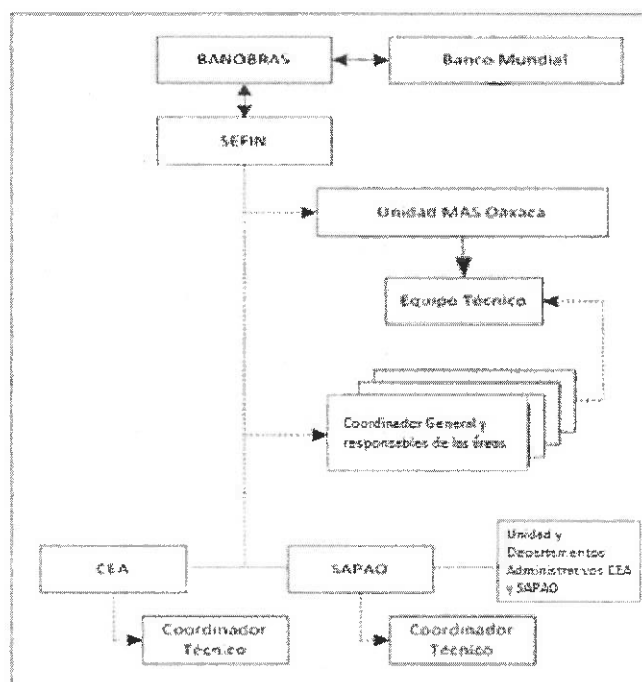 BANOBRAS
Banco Mundial
SEFIN
Unidad MAS Oaxaca
Equipo Técnico
Coordinador General y
responsables de las áreas.
CEA
SAPAO
Unidad y
Departamentos
Administrativos CEA
y SAPAO
Coordinador
Técnico
Coordinador
Técnico